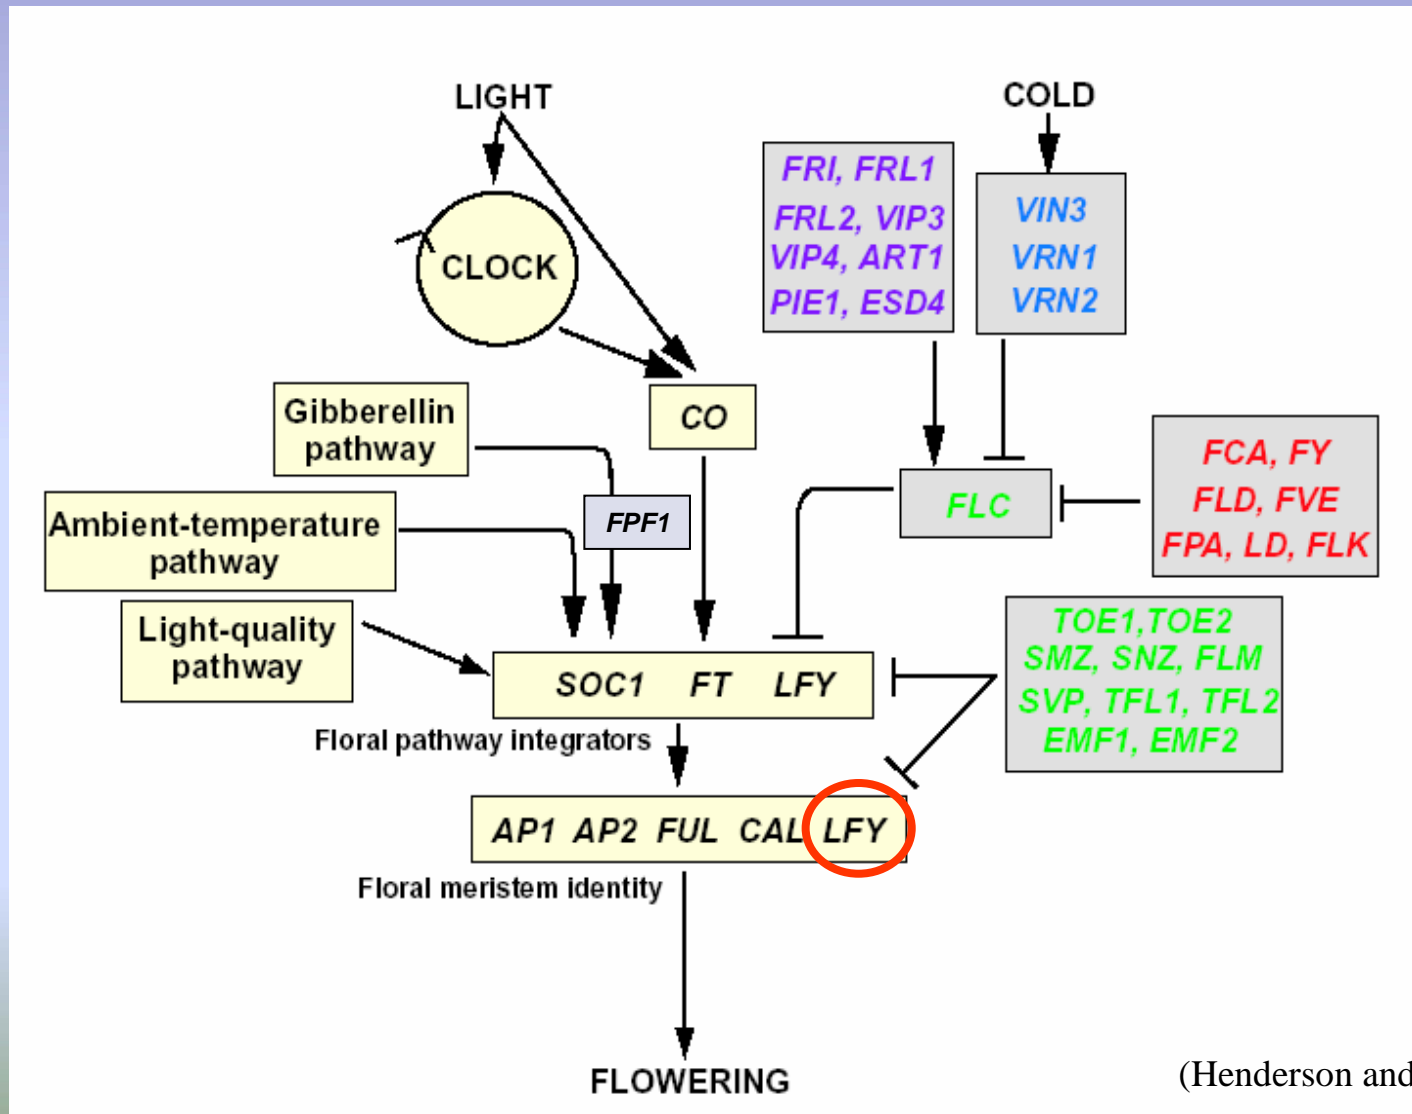 LIGHT
COLD
FRI, FRL1
FRL2, VIP3
VIP4, ART1
PIE1, ESD4
VIN3
VRN1
VRN2
CLOCK
Gibberellin
pathway
CO
FCA, FY
FLD, FVE
FPA, LD, FLK
FLC
Ambient-temperature
pathway
FPF1
Light-quality
pathway
TOE1,TOE2
SMZ, SNZ, FLM
SVP, TFL1, TFL2
EMF1, EMF2
SOC1 FT LFY
Floral pathway integrators
AP1 AP2 FUL CAL LFY
Floral meristem identity
FLOWERING
(Henderson and